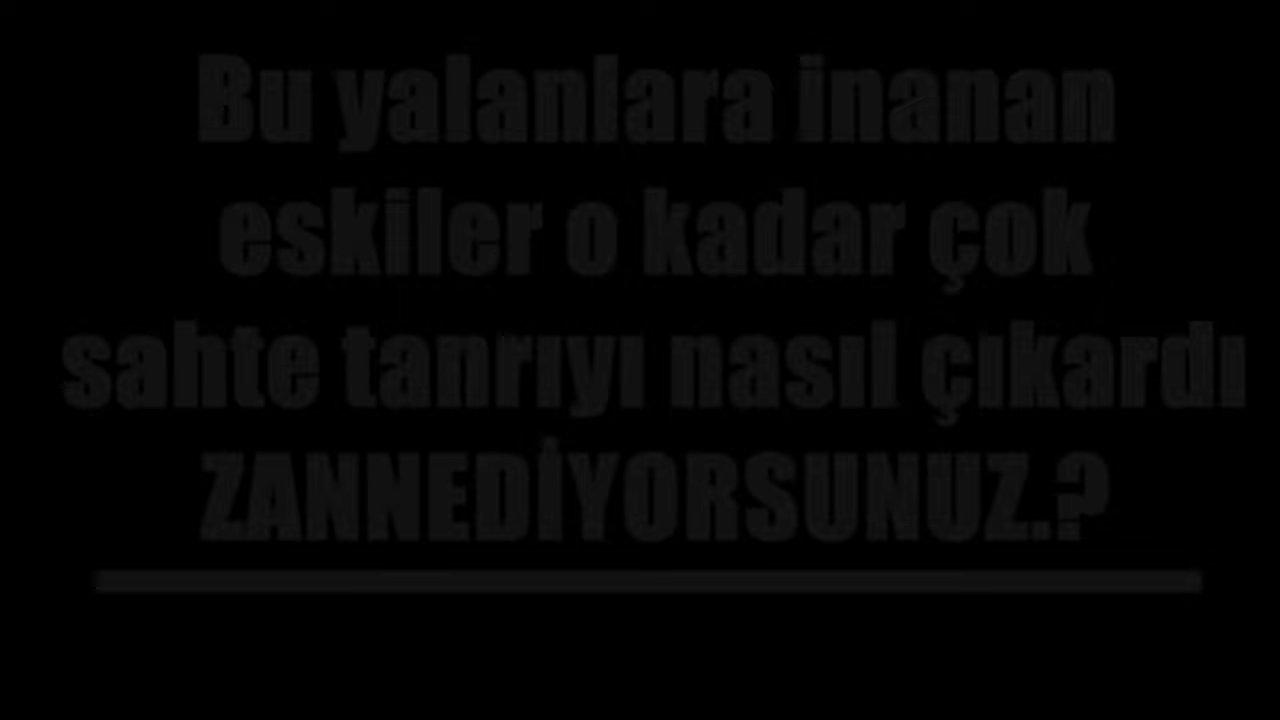 Bu yalanlara inanan
eskiler o kadar çok
sahte tanrıyı nasıl çıkardı
ZANNEDİYORSUNUZ.?